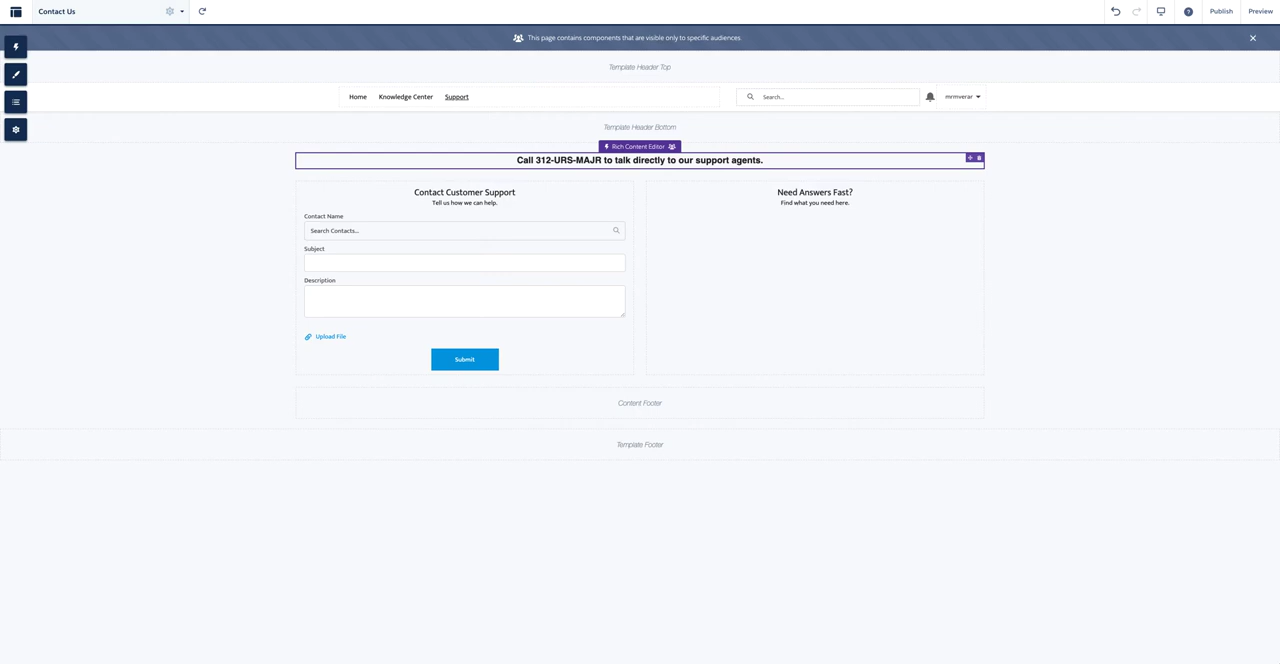 Contact Us
Publish
Preview
This page contains components that are visible only to specific audiences.
Template Header Top
Home
Knowledge Center
Support
Search...
mrmverar
Template Header Bottom
Rich Content Editor
Call 312-URS-MAJR to talk directly to our support agents.
Contact Customer Support
Tell us how we can help.
Contact Name
Search Contacts...
Subject
Description
Upload File
Submit
Need Answers Fast?
Find what you need here.
Content Footer
Template Footer